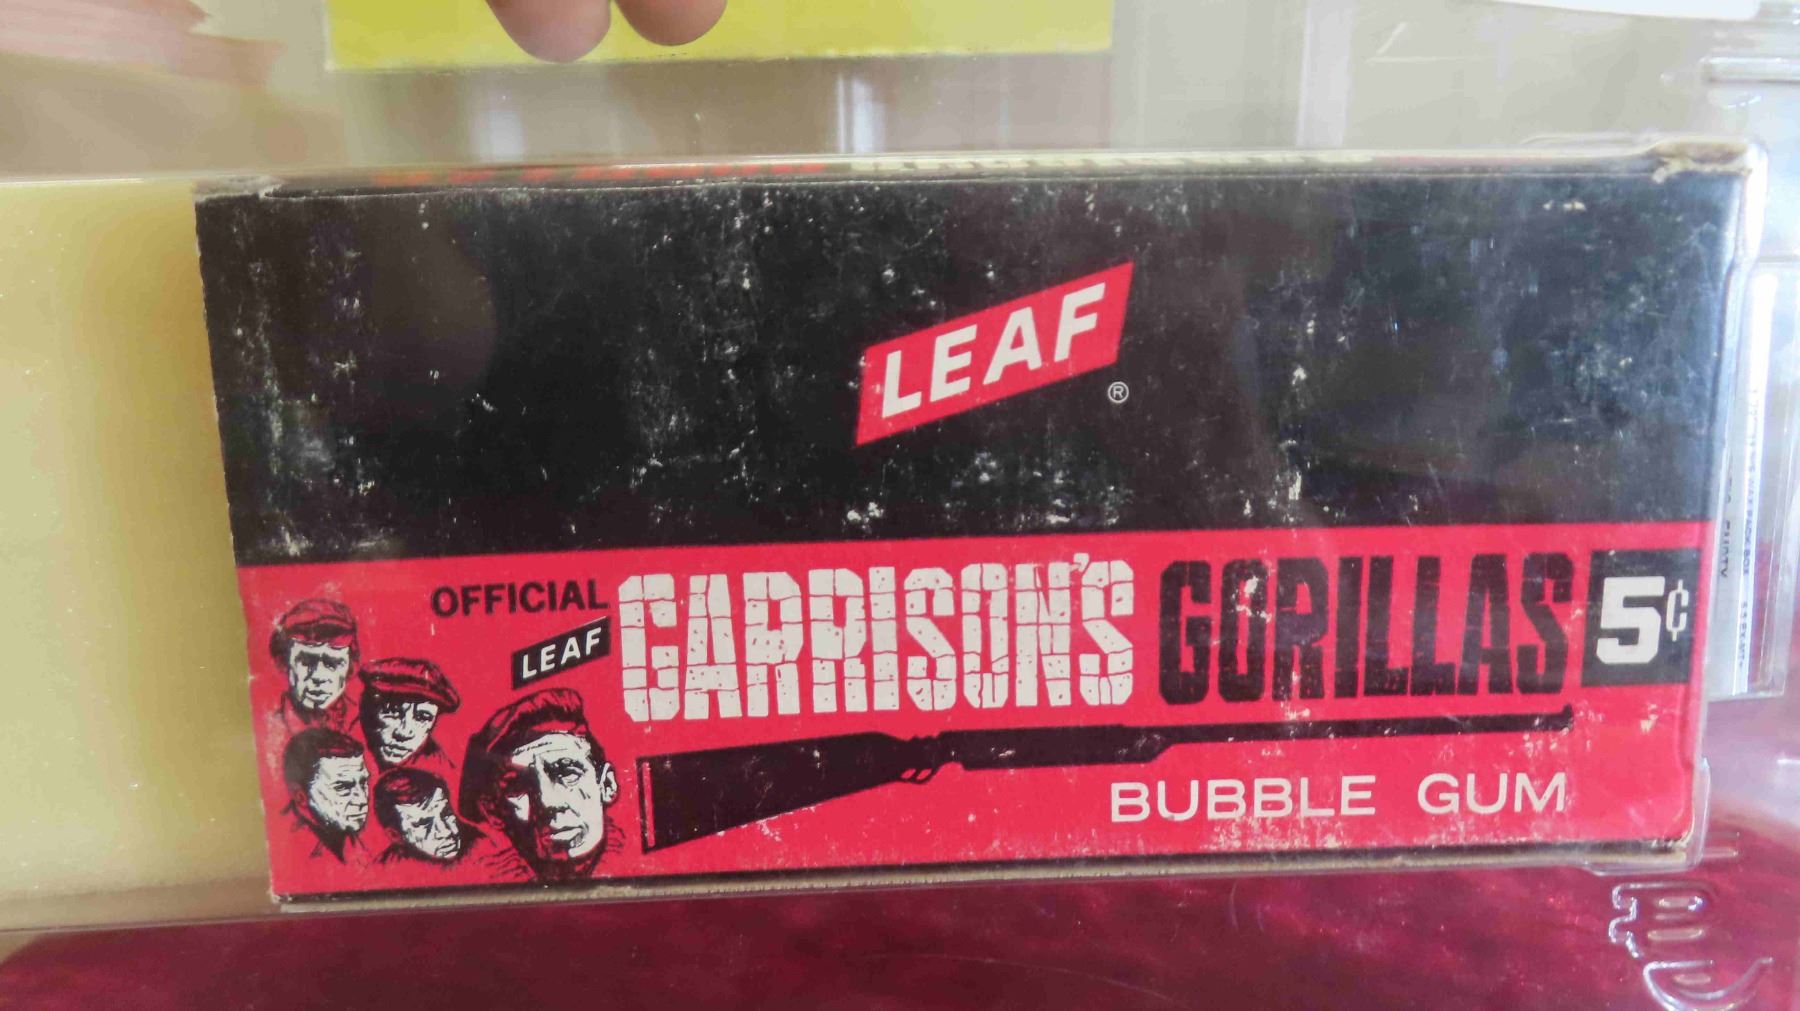 LEAF
®
OFFICIAL
LEAF
GARRISON'S GORILLAS
5¢
BUBBLE GUM